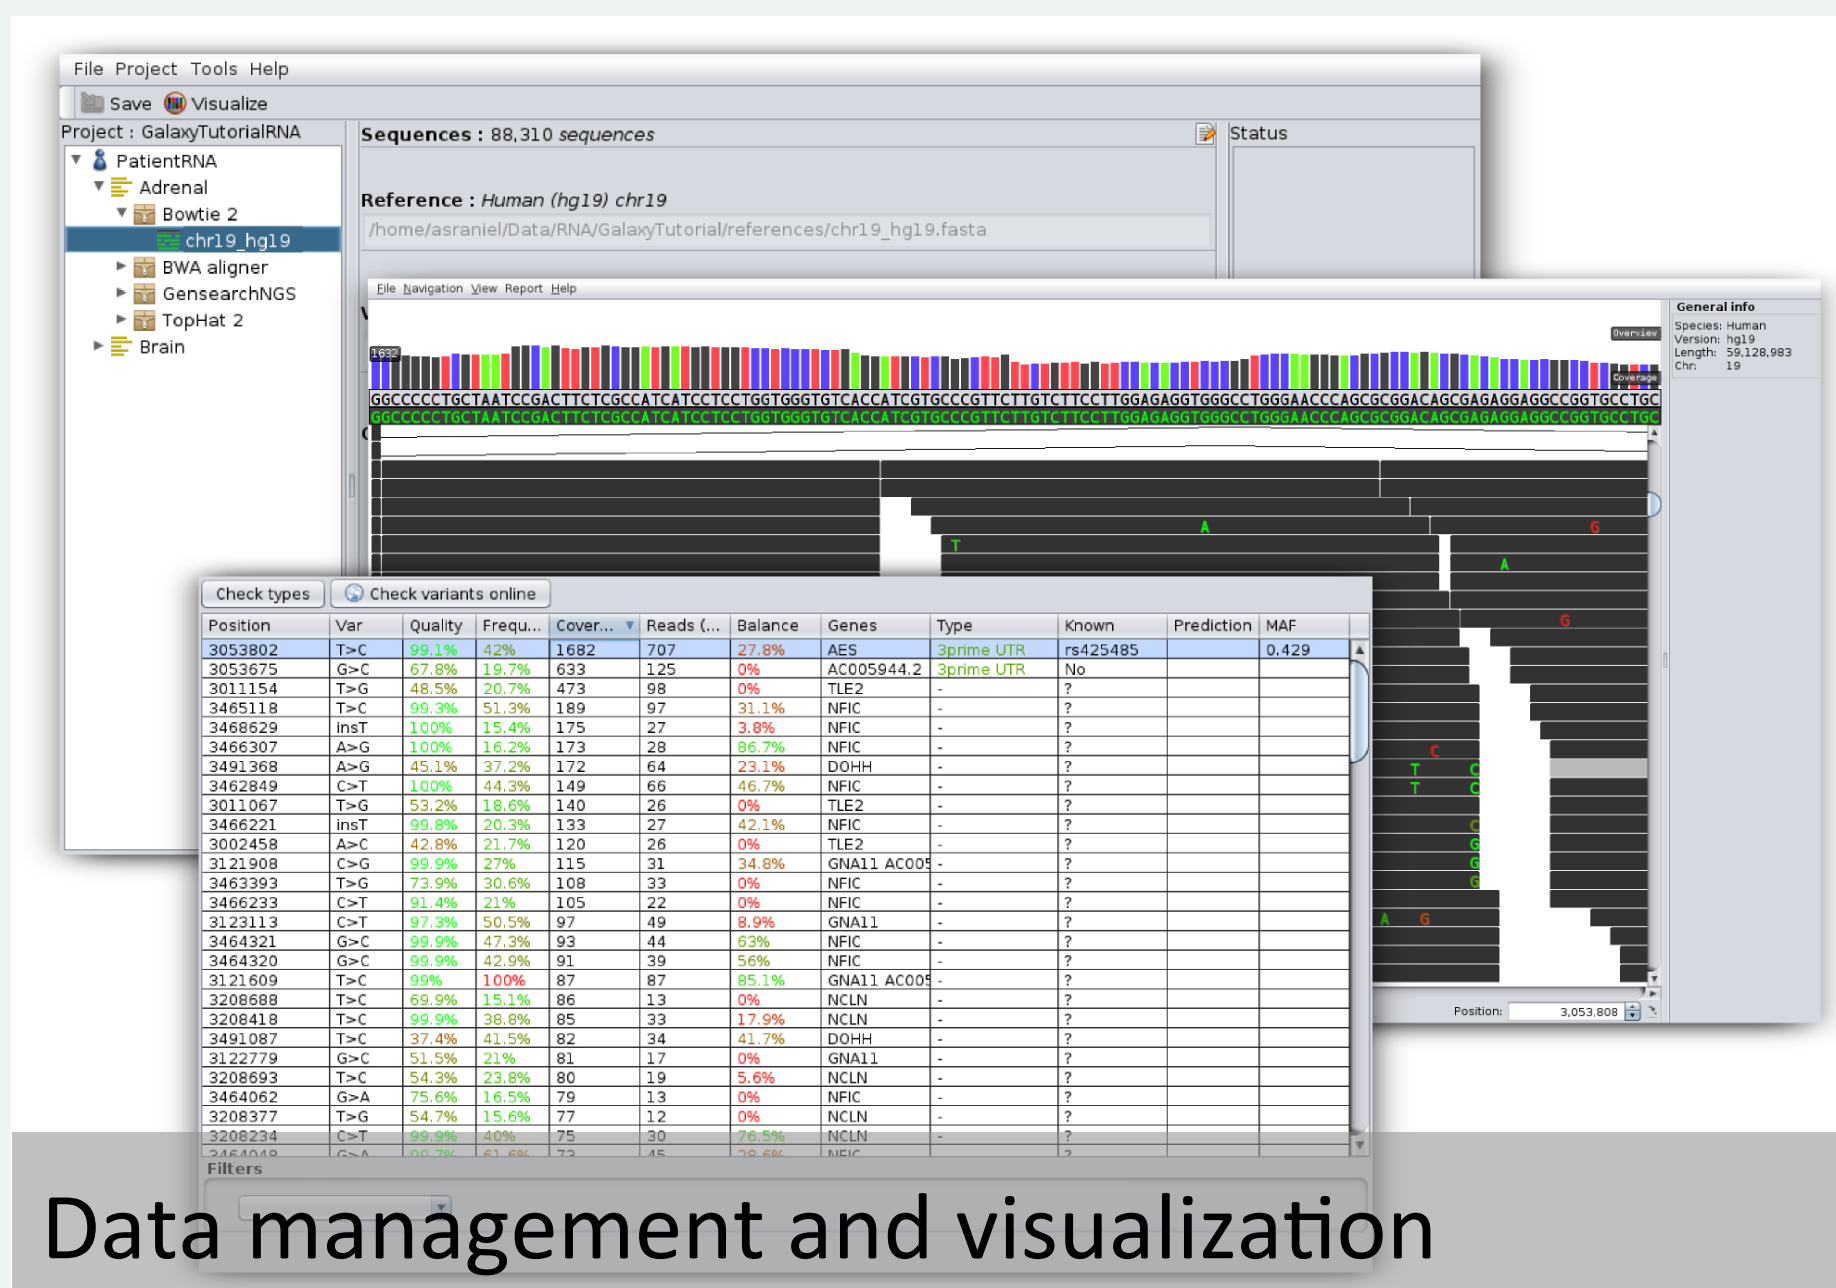 File Project Tools Help
Save Visualize
Project : GalaxyTutorialRNA
PatientRNA
Adrenal
Bowtie 2
chr19_hg19
BWA aligner
GensearchNGS
TopHat 2
Brain
Sequences : 88,310 sequences
Reference : Human (hg19) chr19
/home/asraniel/Data/RNA/GalaxyTutorial/references/chr19_hg19.fasta
Status
File Navigation View Report Help
Overview
1632
Coverage
GGCCCCCTGCTAATCCGACTTCTCGCCATCATCCTCCTGGTGGGTGTCACCATCGTGCCCGTTCTTGTCTTCCTTGGAGAGGTGGGCCTGGGAACCCAGCGCGGACAGCGAGAGGAGGCCGGTGCCTGC
GGCCCCCTGCTAATCCGACTTCTCGCCATCATCCTCCTGGTGGGTGTCACCATCGTGCCCGTTCTTGTCTTCCTTGGAGAGGTGGGCCTGGGAACCCAGCGCGGACAGCGAGAGGAGGCCGGTGCCTGC
A G
T
A
G
C
T C
T C
C
G
G
G
A G
Position: 3,053,808
General info
Species: Human
Version: hg19
Length: 59,128,983
Chr: 19
Check types Check variants online
Position Var Quality Frequ... Cover... Reads (... Balance Genes Type Known Prediction MAF
3053802 T>C 99.1% 42% 1682 707 27.8% AES 3prime UTR rs425485 0.429
3053675 G>C 67.8% 19.7% 633 125 0% AC005944.2 3prime UTR No
3011154 T>G 48.5% 20.7% 473 98 0% TLE2 - ?
3465118 T>C 99.3% 51.3% 189 97 31.1% NFIC - ?
3468629 insT 100% 15.4% 175 27 3.8% NFIC - ?
3466307 A>G 100% 16.2% 173 28 86.7% NFIC - ?
3491368 A>G 45.1% 37.2% 172 64 23.1% DOHH - ?
3462849 C>T 100% 44.3% 149 66 46.7% NFIC - ?
3011067 T>G 53.2% 18.6% 140 26 0% TLE2 - ?
3466221 insT 99.8% 20.3% 133 27 42.1% NFIC - ?
3002458 A>C 42.8% 21.7% 120 26 0% TLE2 - ?
3121908 C>G 99.9% 27% 115 31 34.8% GNA11 AC005 - ?
3463393 T>G 73.9% 30.6% 108 33 0% NFIC - ?
3466233 C>T 91.4% 21% 105 22 0% NFIC - ?
3123113 C>T 97.3% 50.5% 97 49 8.9% GNA11 - ?
3464321 G>C 99.9% 47.3% 93 44 63% NFIC - ?
3464320 G>C 99.9% 42.9% 91 39 56% NFIC - ?
3121609 T>C 99% 100% 87 87 85.1% GNA11 AC005 - ?
3208688 T>C 69.9% 15.1% 86 13 0% NCLN - ?
3208418 T>C 99.9% 38.8% 85 33 17.9% NCLN - ?
3491087 T>C 37.4% 41.5% 82 34 41.7% DOHH - ?
3122779 G>C 51.5% 21% 81 17 0% GNA11 - ?
3208693 T>C 54.3% 23.8% 80 19 5.6% NCLN - ?
3464062 G>A 75.6% 16.5% 79 13 0% NFIC - ?
3208377 T>G 54.7% 15.6% 77 12 0% NCLN - ?
3208234 C>T 99.9% 40% 75 30 76.5% NCLN - ?
3464048 G>A 99.7% 61.6% 73 45 28.6% NFIC ?
Filters
Data management and visualization